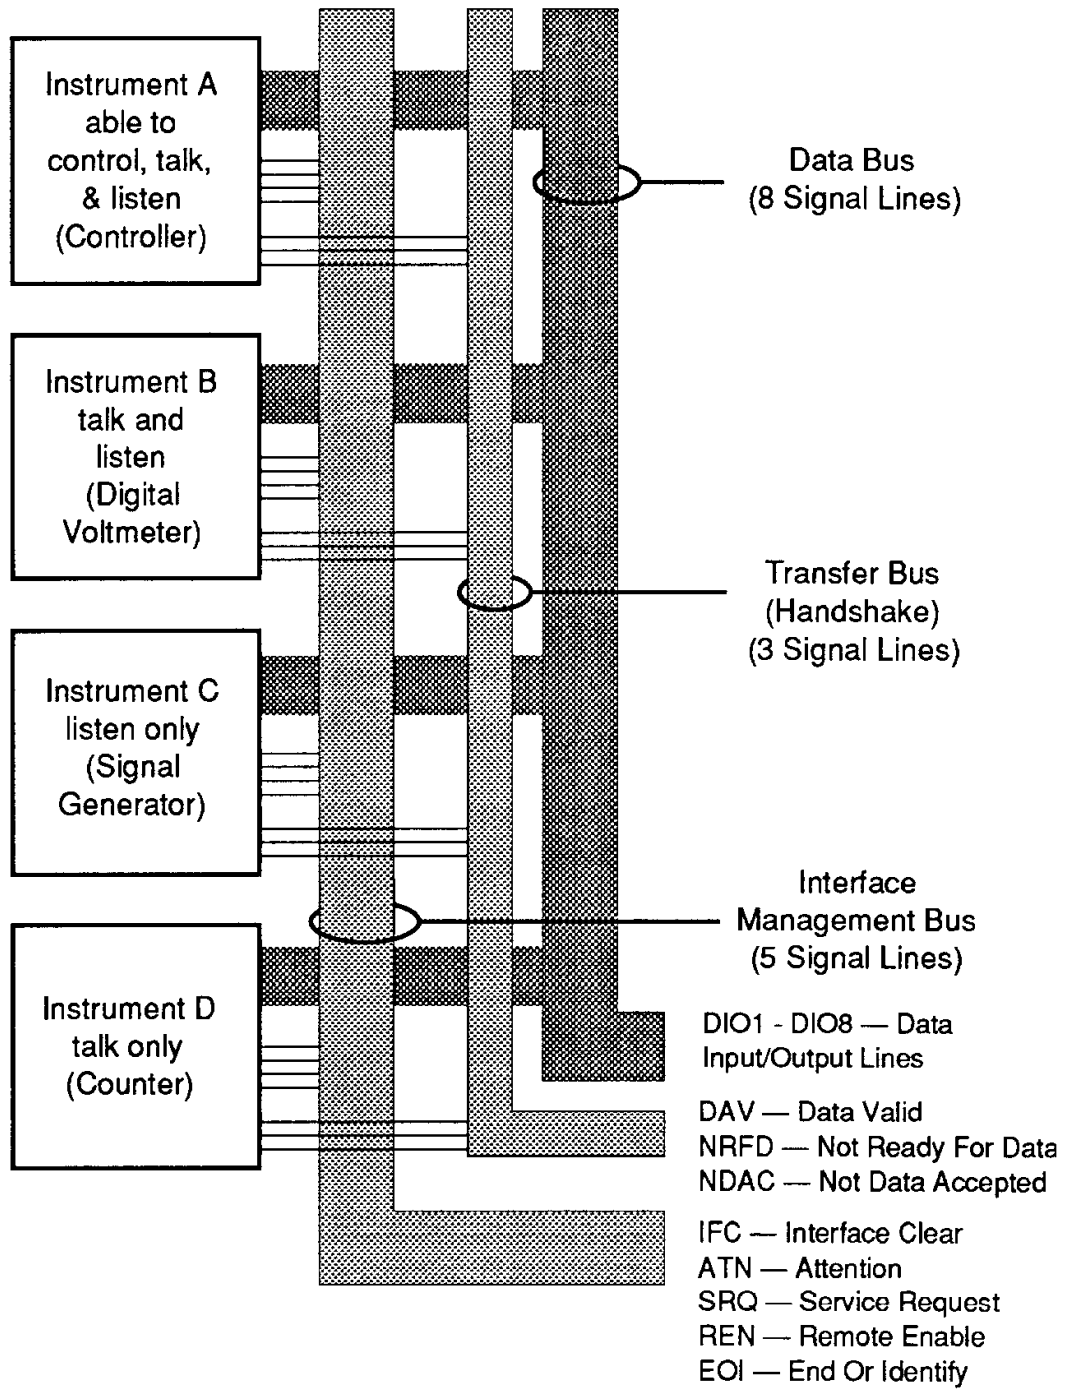 Instrument A
able to
control, talk,
& listen
(Controller)
Data Bus
(8 Signal Lines)
Instrument B
talk and
listen
(Digital
Voltmeter)
Transfer Bus
(Handshake)
(3 Signal Lines)
Instrument C
listen only
(Signal
Generator)
Interface
Management Bus
(5 Signal Lines)
Instrument D
talk only
(Counter)
DIO1 - DIO8 — Data
Input/Output Lines
DAV — Data Valid
NRFD — Not Ready For Data
NDAC — Not Data Accepted
IFC — Interface Clear
ATN — Attention
SRQ — Service Request
REN — Remote Enable
EOI — End Or Identify